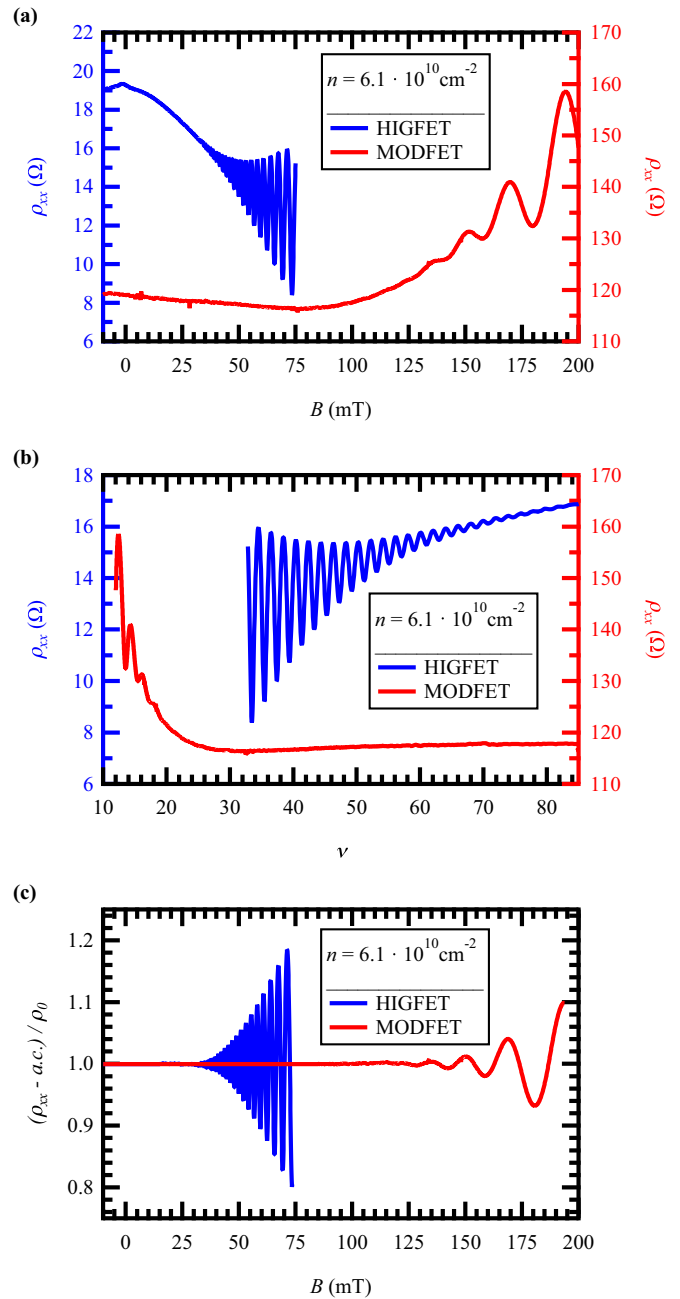 (a)
22
20
18
16
14
12
10
8
6
ρxx (Ω)
n = 6.1 · 10^10 cm^-2
HIGFET
MODFET
170
160
150
140
130
120
110
ρxx (Ω)
0 25 50 75 100 125 150 175 200
B (mT)
(b)
18
16
14
12
10
8
6
ρxx (Ω)
n = 6.1 · 10^10 cm^-2
HIGFET
MODFET
170
160
150
140
130
120
110
ρxx (Ω)
10 20 30 40 50 60 70 80
ν
(c)
1.2
1.1
1.0
0.9
0.8
(ρxx - a.c.) / ρ0
n = 6.1 · 10^10 cm^-2
HIGFET
MODFET
0 25 50 75 100 125 150 175 200
B (mT)